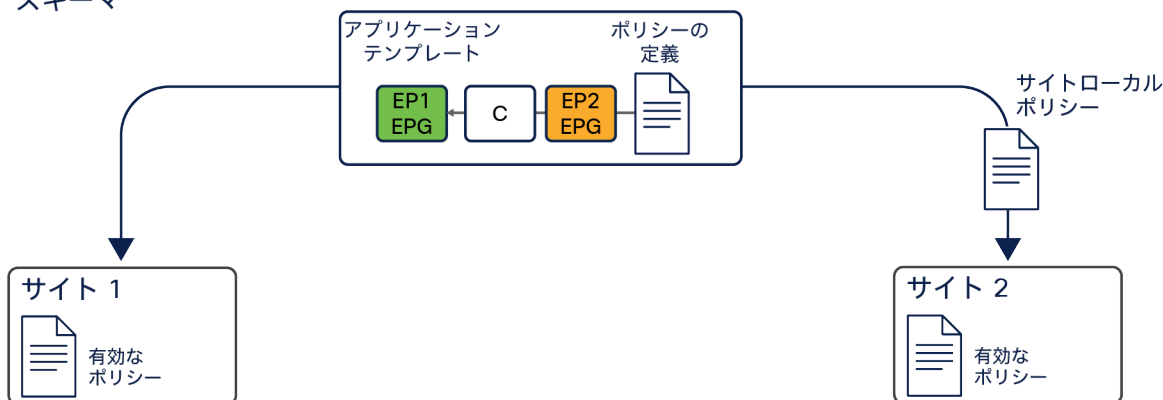 スキーマ
アプリケーション
テンプレート
ポリシーの
定義
EP1
EPG
C
EP2
EPG
サイトローカル
ポリシー
サイト 1
有効な
ポリシー
サイト 2
有効な
ポリシー